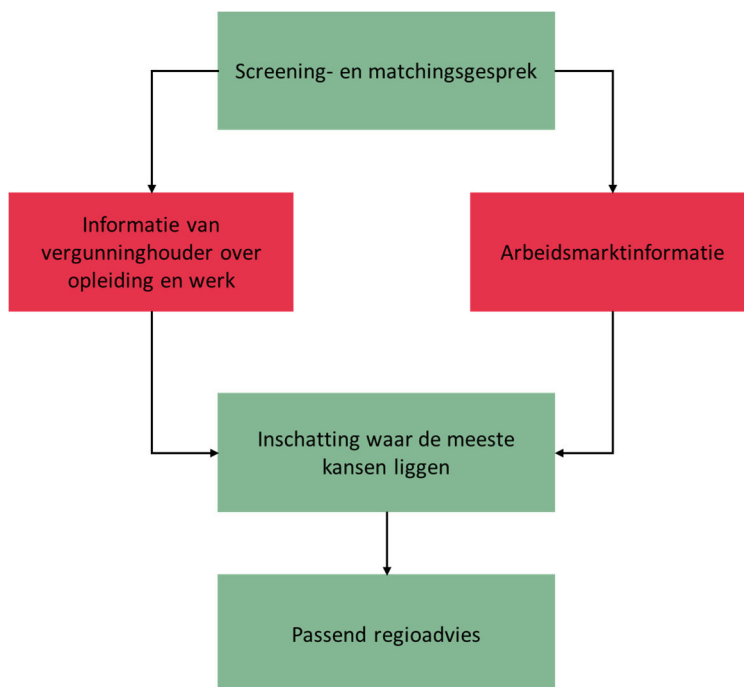 Screening- en matchingsgesprek
Informatie van
vergunninghouder over
opleiding en werk
Arbeidsmarktinformatie
Inschatting waar de meeste
kansen liggen
Passend regioadvies